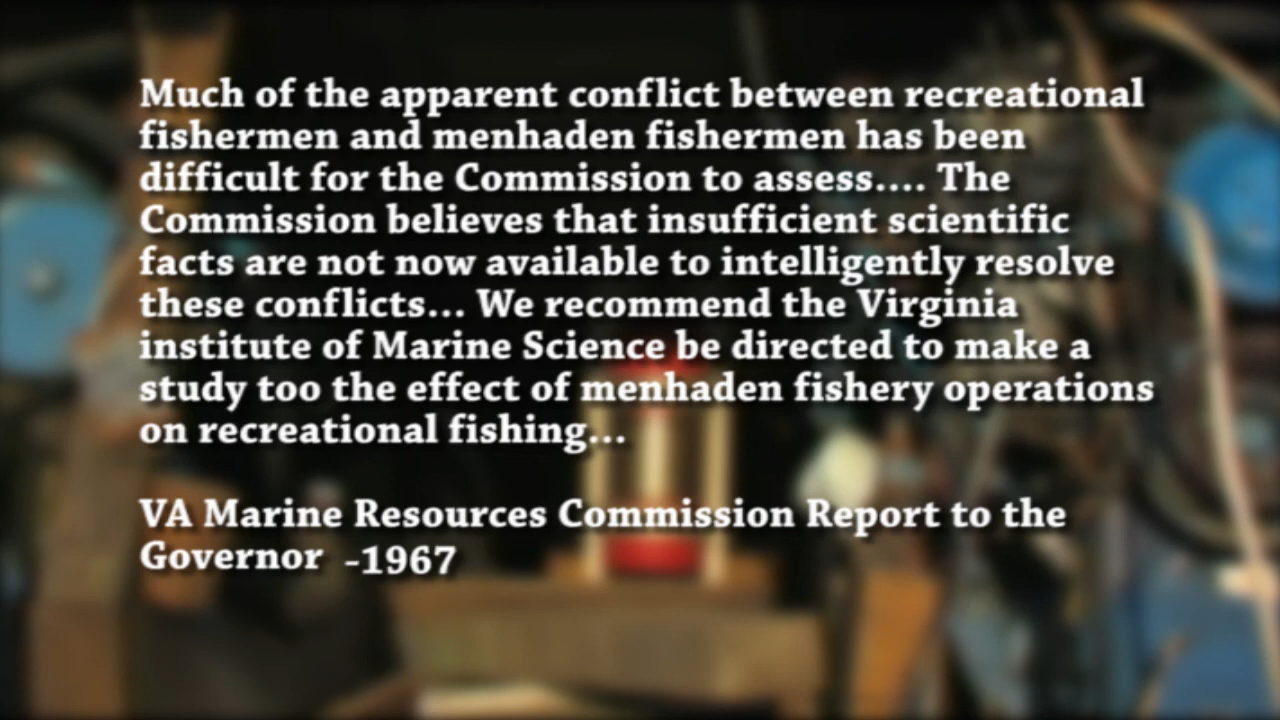 Much of the apparent conflict between recreational
fishermen and menhaden fishermen has been
difficult for the Commission to assess.... The
Commission believes that insufficient scientific
facts are not now available to intelligently resolve
these conflicts... We recommend the Virginia
institute of Marine Science be directed to make a
study too the effect of menhaden fishery operations
on recreational fishing...
VA Marine Resources Commission Report to the
Governor -1967